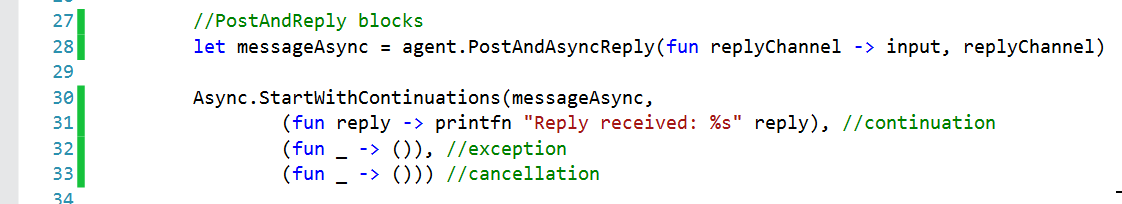 27 //PostAndReply blocks
28 let messageAsync = agent.PostAndAsyncReply(fun replyChannel -> input, replyChannel)
29
30 Async.StartWithContinuations(messageAsync,
31 (fun reply -> printfn "Reply received: %s" reply), //continuation
32 (fun _ -> ()), //exception
33 (fun _ -> ())) //cancellation
34